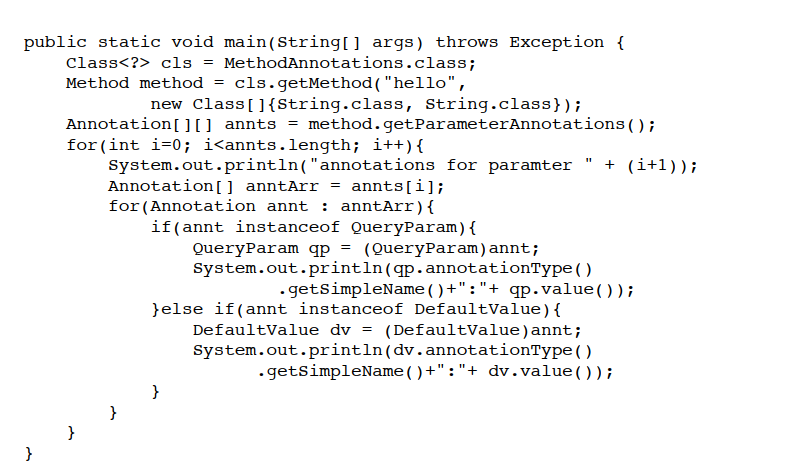 public static void main(String[] args) throws Exception {
    Class<?> cls = MethodAnnotations.class;
    Method method = cls.getMethod("hello",
            new Class[]{String.class, String.class});
    Annotation[][] annts = method.getParameterAnnotations();
    for(int i=0; i<annts.length; i++){
        System.out.println("annotations for paramter " + (i+1));
        Annotation[] anntArr = annts[i];
        for(Annotation annt : anntArr){
            if(annt instanceof QueryParam){
                QueryParam qp = (QueryParam)annt;
                System.out.println(qp.annotationType()
                        .getSimpleName()+":"+ qp.value());
            }else if(annt instanceof DefaultValue){
                DefaultValue dv = (DefaultValue)annt;
                System.out.println(dv.annotationType()
                      .getSimpleName()+":"+ dv.value());
            }
        }
    }
}